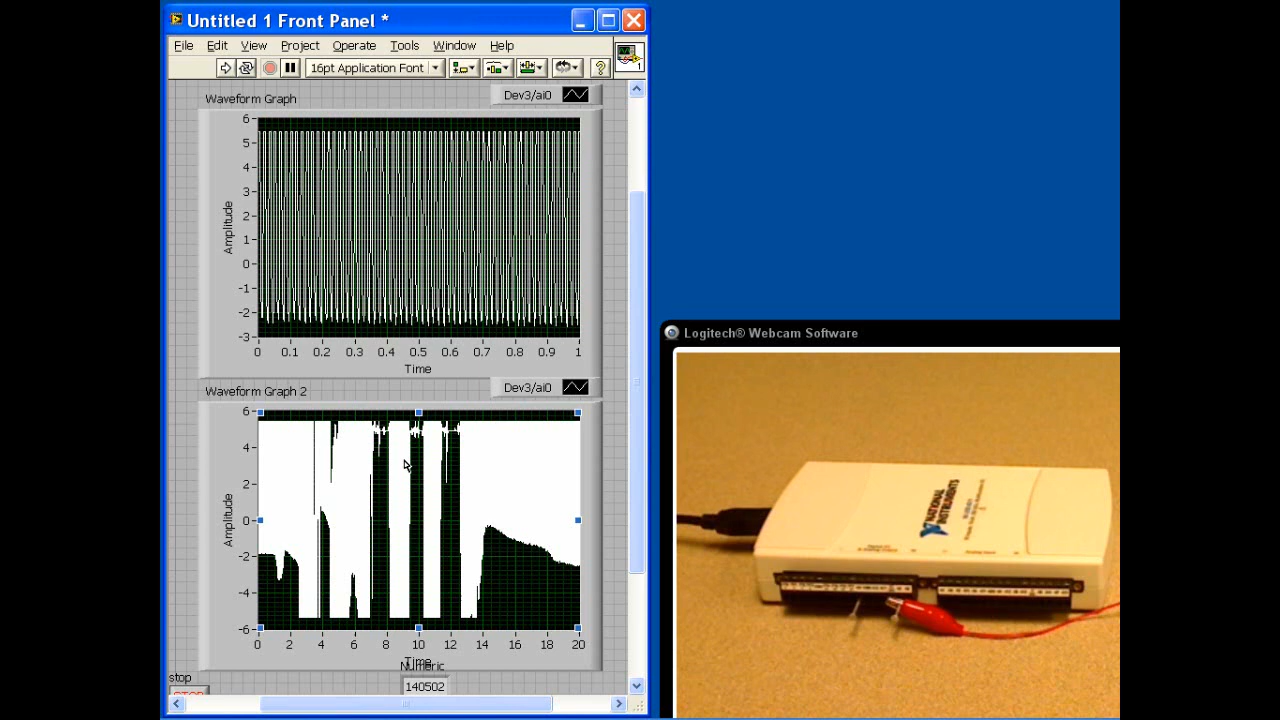 Untitled 1 Front Panel *
File Edit View Project Operate Tools Window Help
16pt Application Font
?
1
Waveform Graph
Dev3/ai0
6
5
4
3
2
1
0
-1
-2
-3
Amplitude
0 0.1 0.2 0.3 0.4 0.5 0.6 0.7 0.8 0.9 1
Time
Waveform Graph 2
Dev3/ai0
6
4
2
0
-2
-4
-6
Amplitude
0 2 4 6 8 10 12 14 16 18 20
Time
Numeric
140502
stop
STOP
Logitech® Webcam Software
NATIONAL
INSTRUMENTS